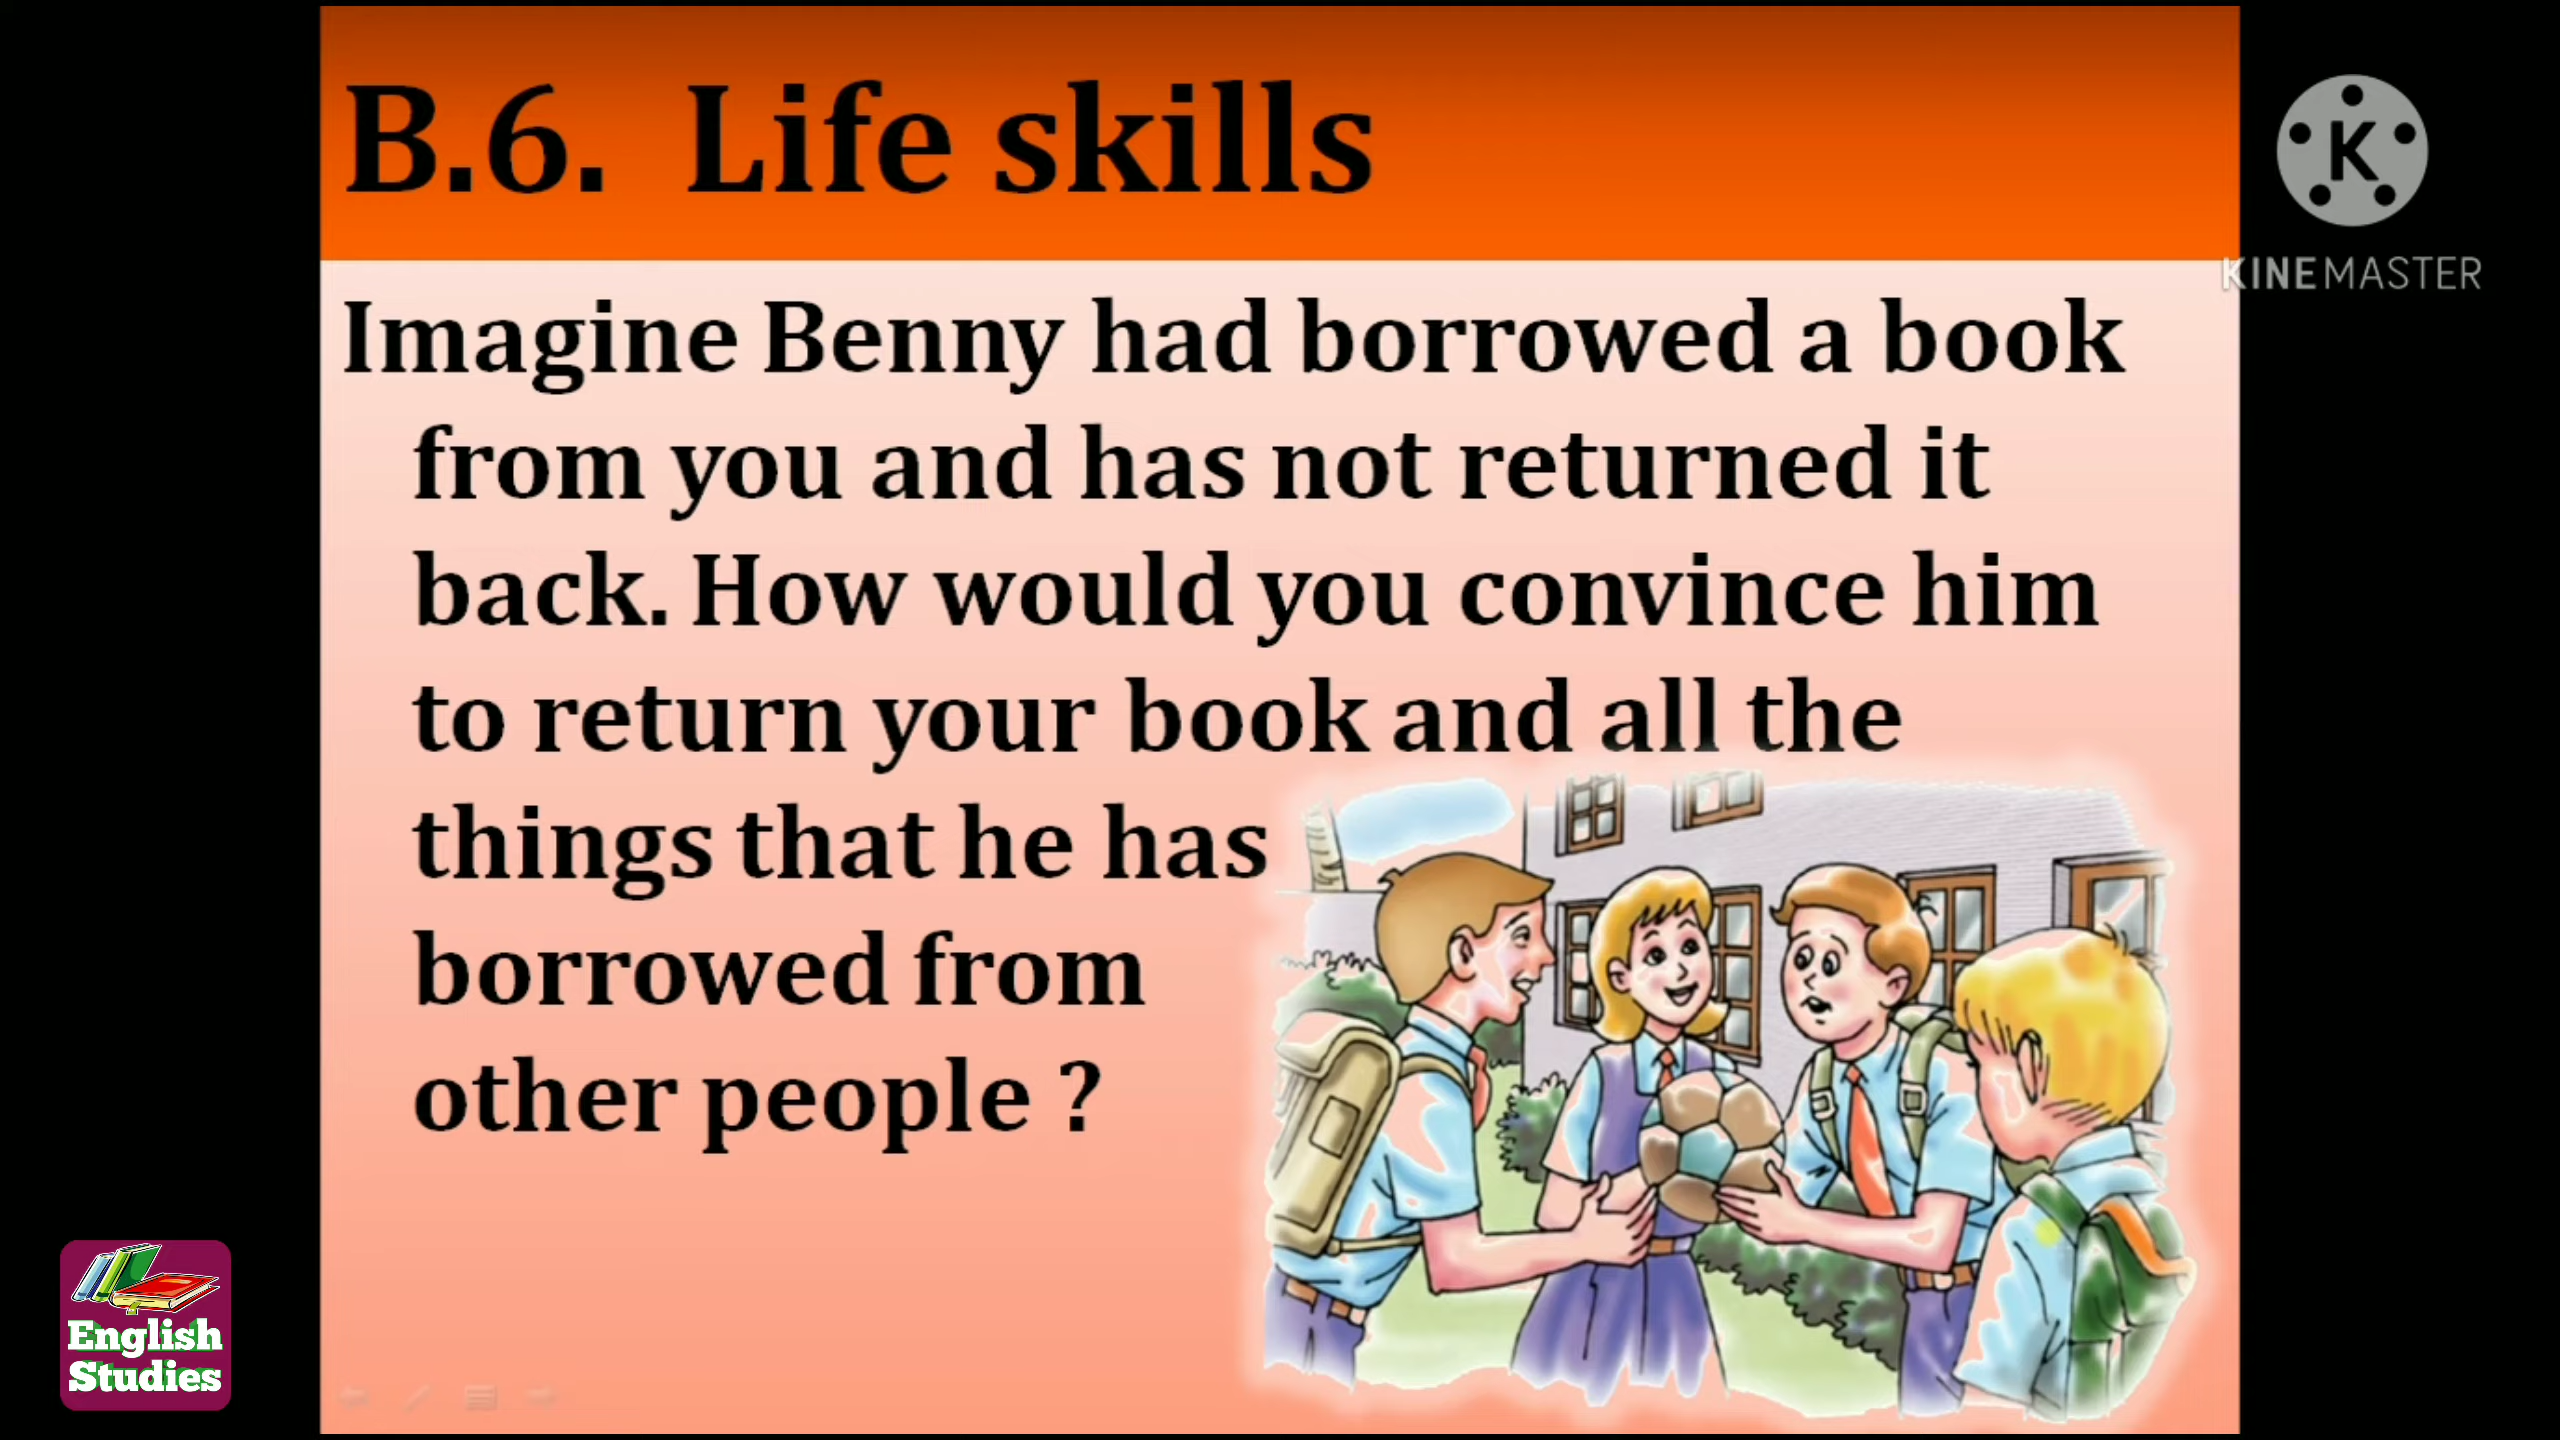 B.6. Life skills
K
KINEMASTER
Imagine Benny had borrowed a book
from you and has not returned it
back. How would you convince him
to return your book and all the
things that he has
borrowed from
other people ?
English
Studies